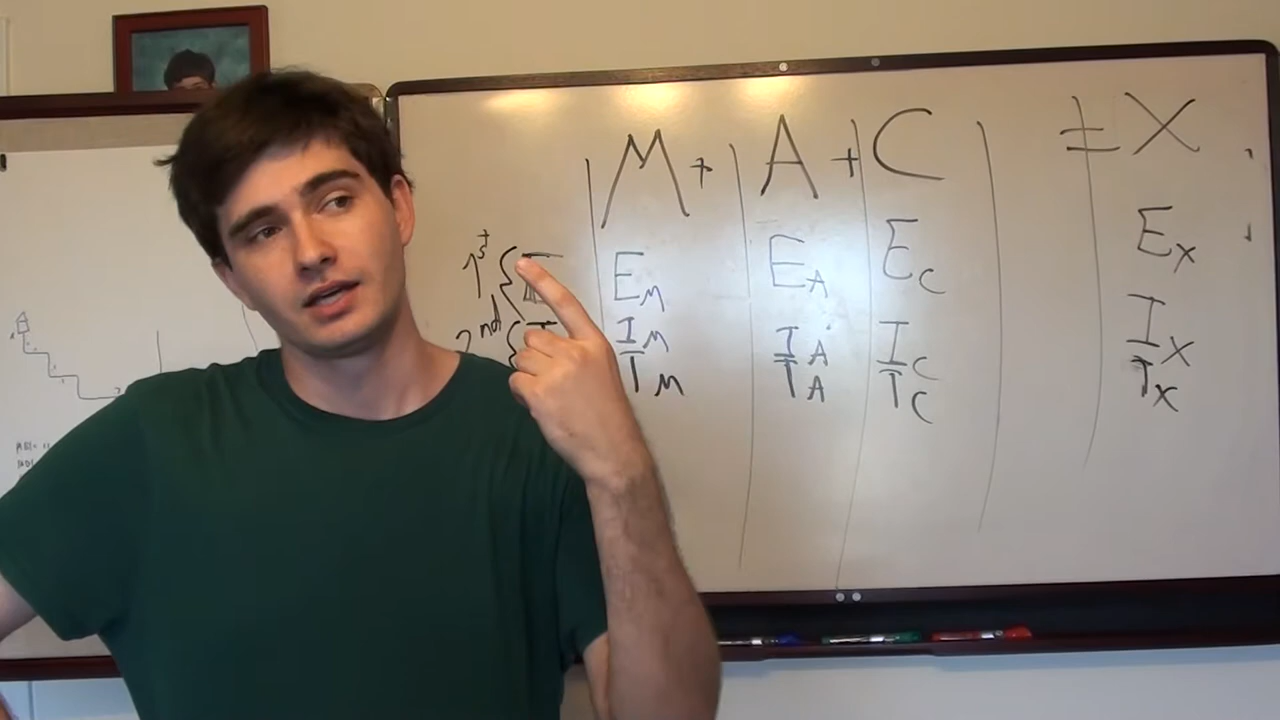 M + A + C ≠ X
1st { E E_M E_A E_C E_X
2nd { I I_M I_A I_C I_X
T_M T_A T_C T_X